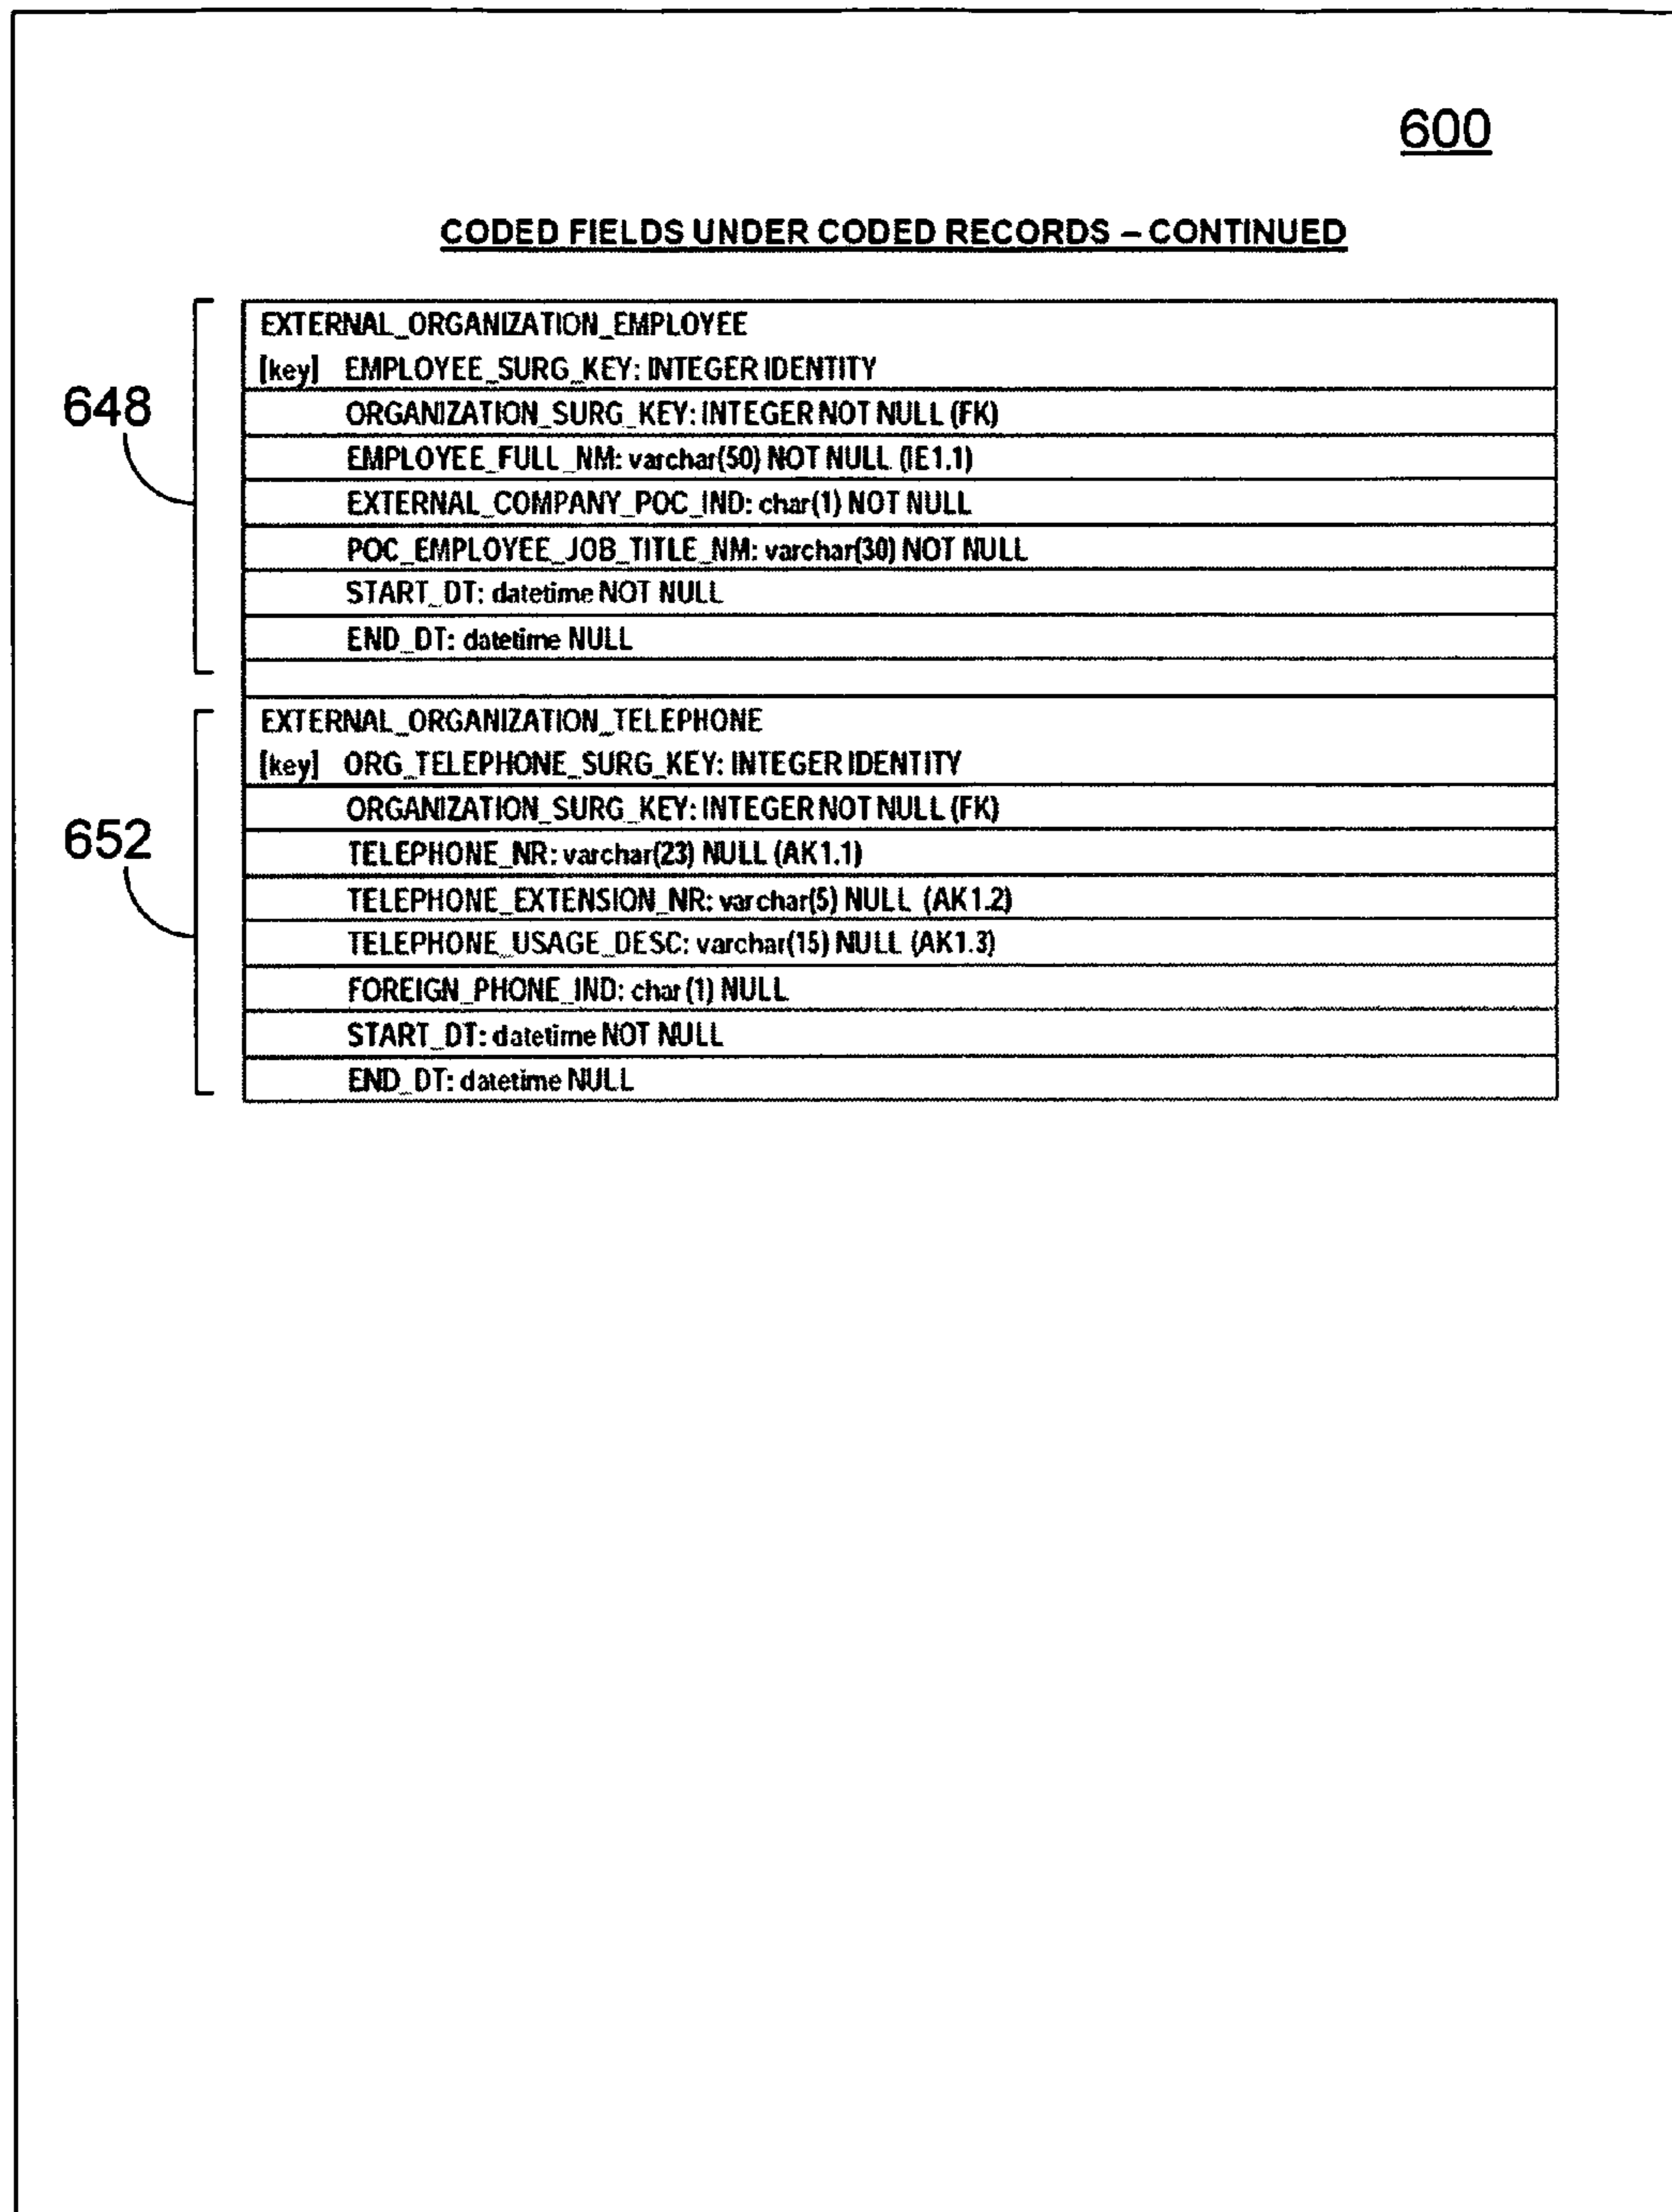 600
CODED FIELDS UNDER CODED RECORDS – CONTINUED
648
EXTERNAL_ORGANIZATION_EMPLOYEE
[key] EMPLOYEE_SURG_KEY: INTEGER IDENTITY
ORGANIZATION_SURG_KEY: INTEGER NOT NULL (FK)
EMPLOYEE_FULL_NM: varchar(50) NOT NULL (IE1.1)
EXTERNAL_COMPANY_POC_IND: char(1) NOT NULL
POC_EMPLOYEE_JOB_TITLE_NM: varchar(30) NOT NULL
START_DT: datetime NOT NULL
END_DT: datetime NULL
652
EXTERNAL_ORGANIZATION_TELEPHONE
[key] ORG_TELEPHONE_SURG_KEY: INTEGER IDENTITY
ORGANIZATION_SURG_KEY: INTEGER NOT NULL (FK)
TELEPHONE_NR: varchar(23) NULL (AK1.1)
TELEPHONE_EXTENSION_NR: varchar(5) NULL (AK1.2)
TELEPHONE_USAGE_DESC: varchar(15) NULL (AK1.3)
FOREIGN_PHONE_IND: char (1) NULL
START_DT: datetime NOT NULL
END_DT: datetime NULL